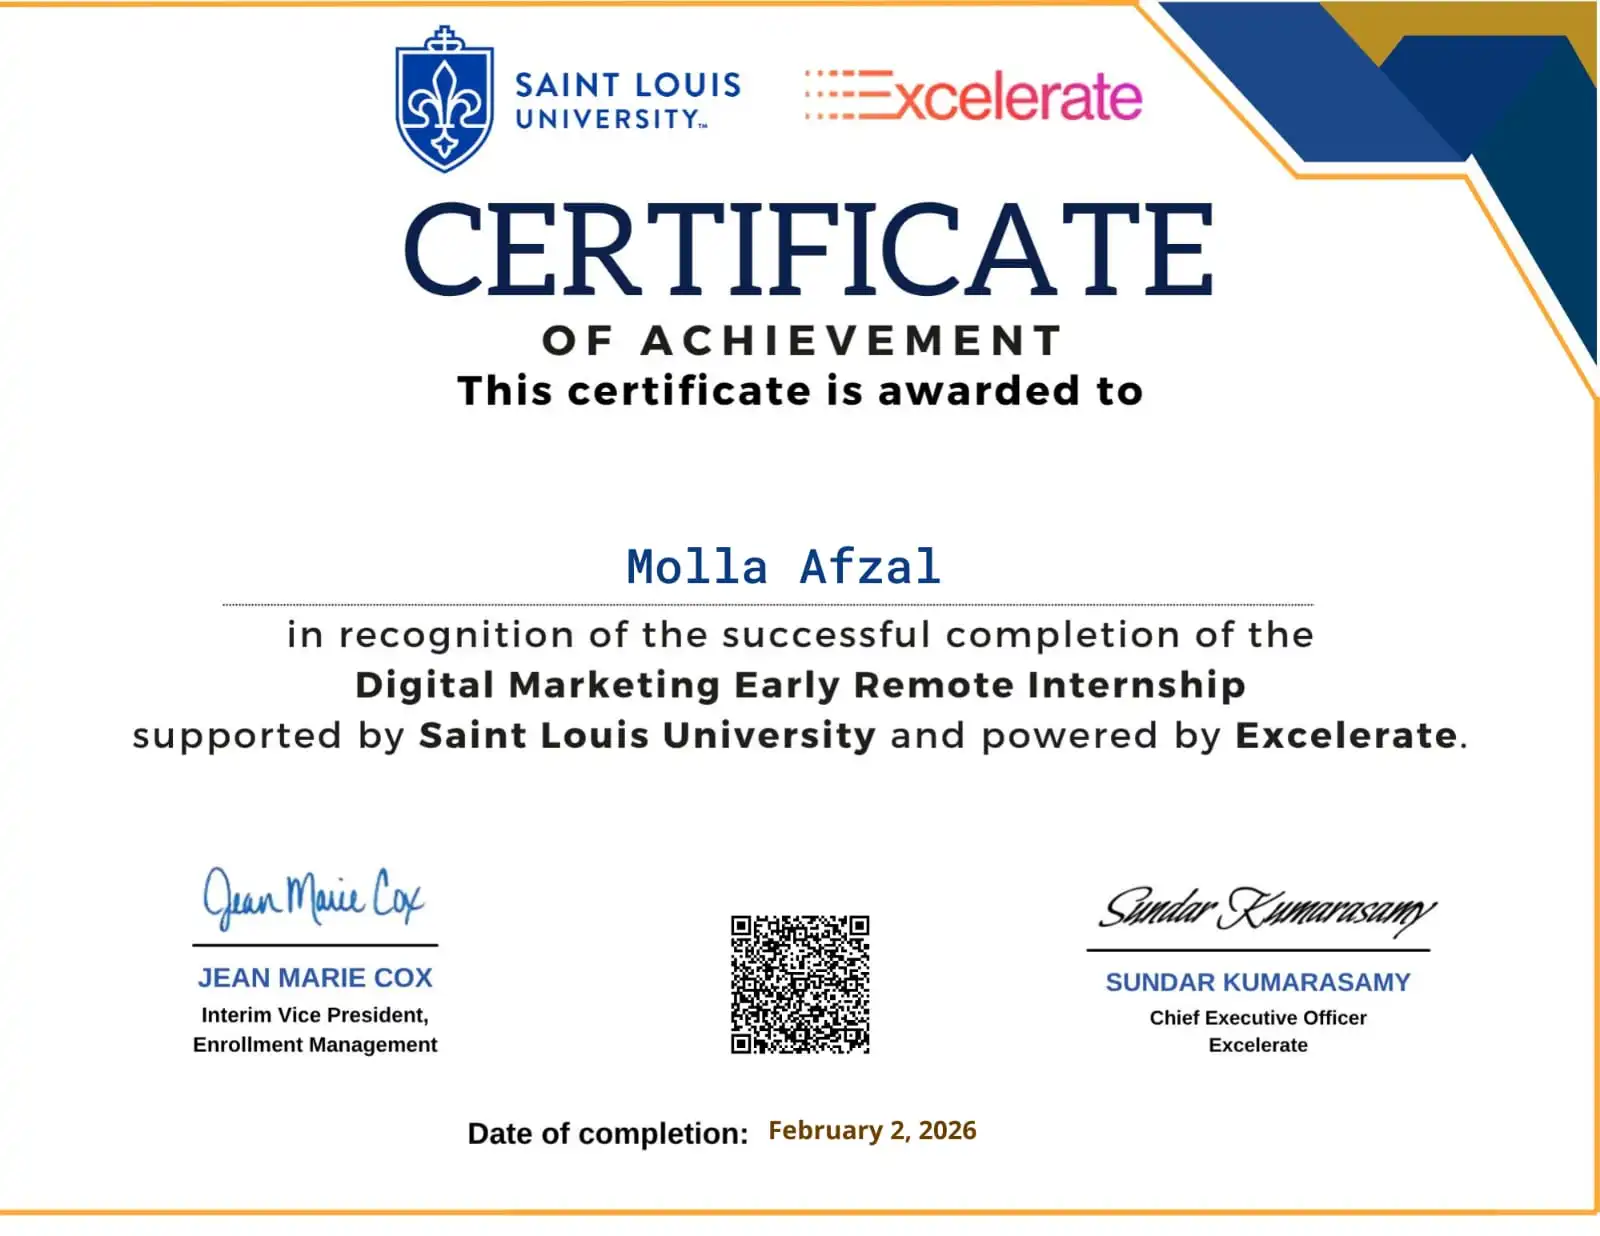 SAINT LOUIS
UNIVERSITY™
Excelerate
CERTIFICATE
OF ACHIEVEMENT
This certificate is awarded to
Molla Afzal
in recognition of the successful completion of the
Digital Marketing Early Remote Internship
supported by Saint Louis University and powered by Excelerate.
Jean Marie Cox
JEAN MARIE COX
Interim Vice President,
Enrollment Management
Sundar Kumarasamy
SUNDAR KUMARASAMY
Chief Executive Officer
Excelerate
Date of completion: February 2, 2026